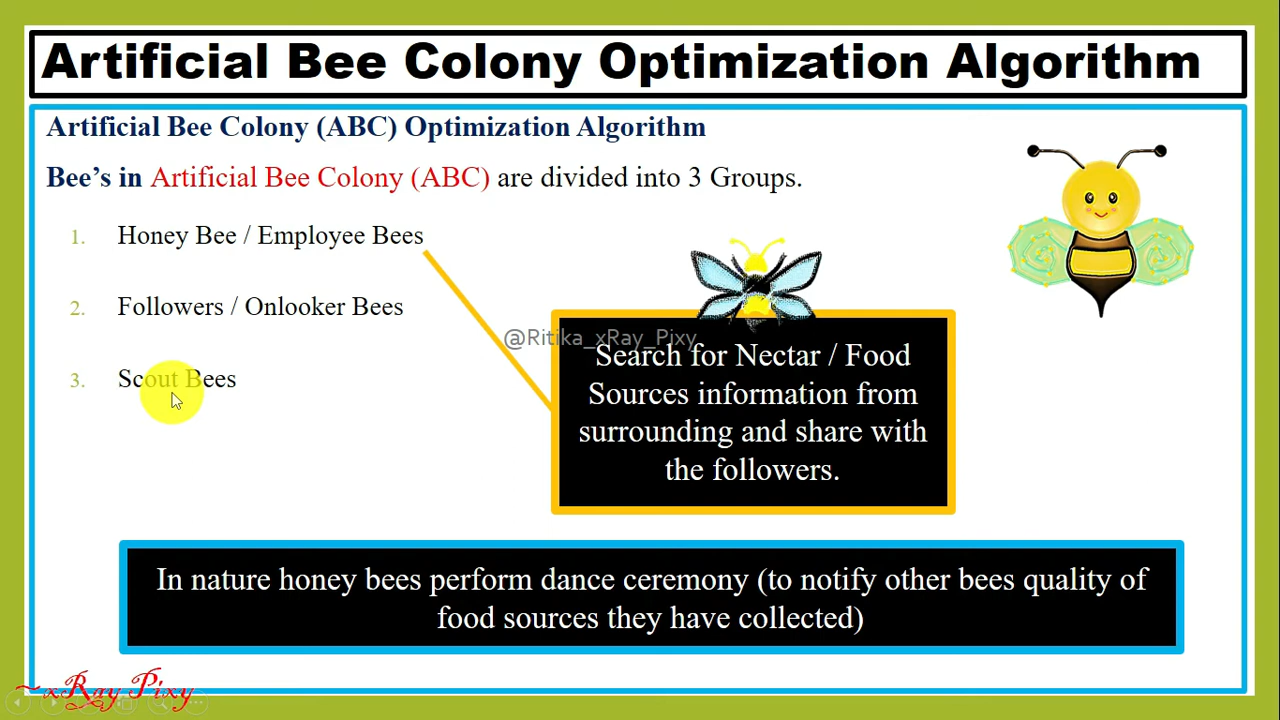 Artificial Bee Colony Optimization Algorithm
Artificial Bee Colony (ABC) Optimization Algorithm
Bee's in Artificial Bee Colony (ABC) are divided into 3 Groups.
1. Honey Bee / Employee Bees
2. Followers / Onlooker Bees
3. Scout Bees
@Ritika_xRay_Pixy
Search for Nectar / Food
Sources information from
surrounding and share with
the followers.
In nature honey bees perform dance ceremony (to notify other bees quality of
food sources they have collected)
~xRay Pixy